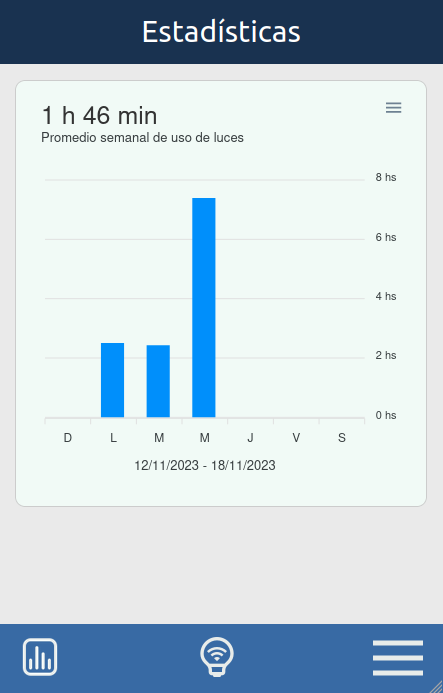 Estadísticas
1 h 46 min
Promedio semanal de uso de luces
8 hs
6 hs
4 hs
2 hs
0 hs
D L M M J V S
12/11/2023 - 18/11/2023